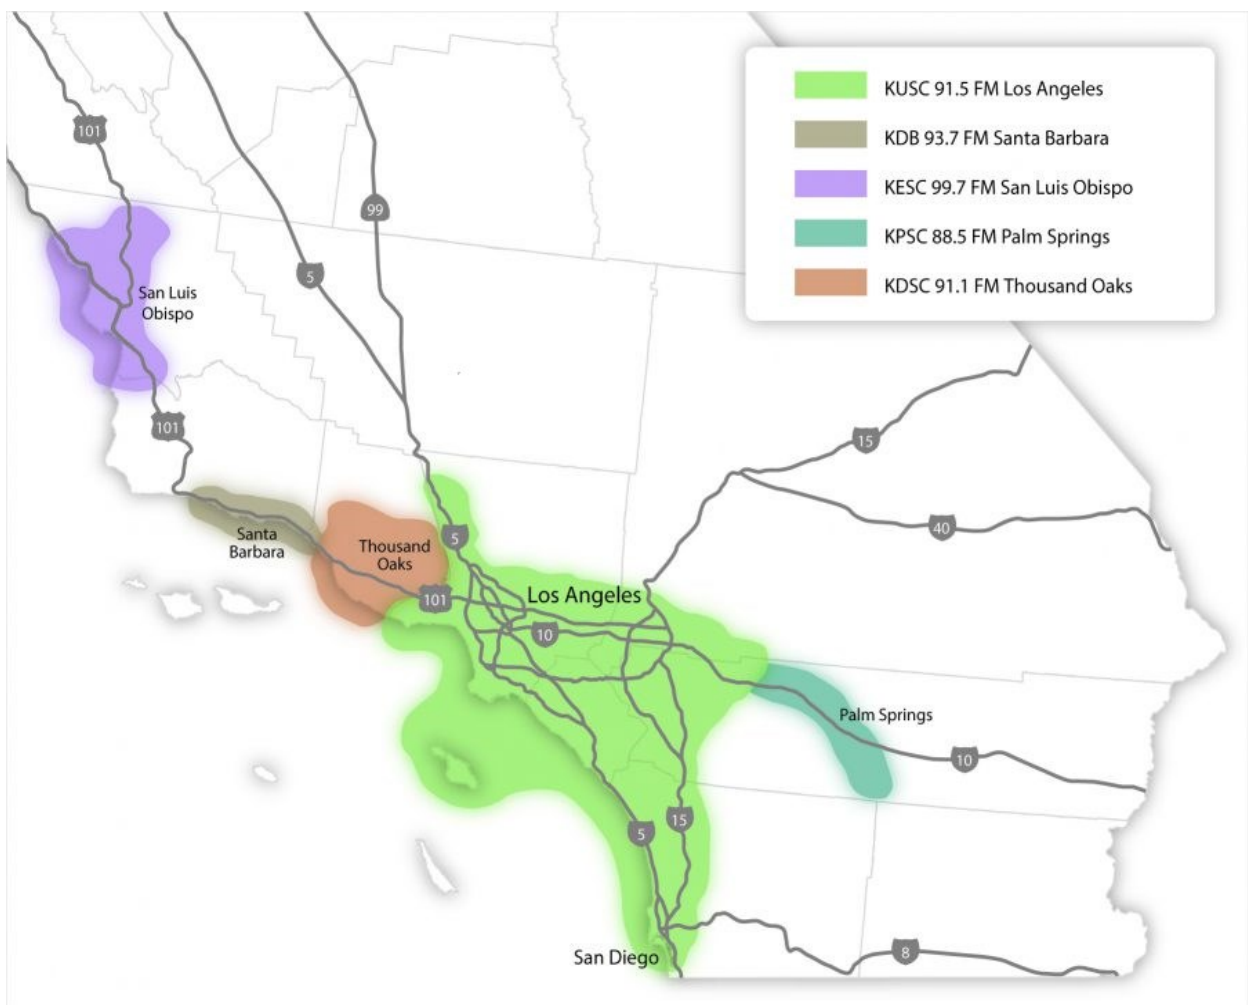 KUSC 91.5 FM Los Angeles
KDB 93.7 FM Santa Barbara
KESC 99.7 FM San Luis Obispo
KPSC 88.5 FM Palm Springs
KDSC 91.1 FM Thousand Oaks
101
99
5
San Luis
Obispo
101
15
40
Santa
Barbara
Thousand
Oaks
5
Los Angeles
101
10
Palm Springs
10
5
15
San Diego
8